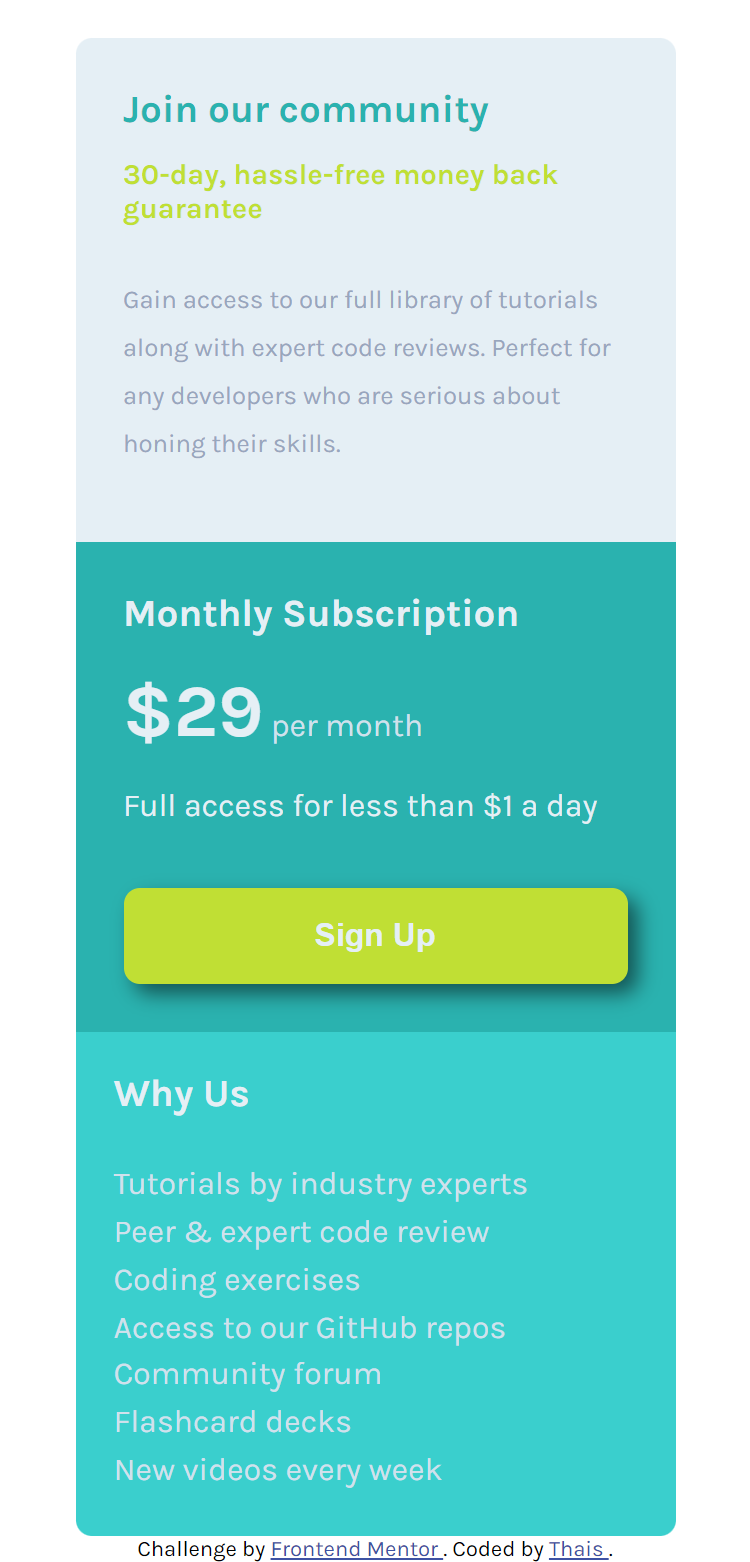 Join our community
30-day, hassle-free money back
guarantee
Gain access to our full library of tutorials
along with expert code reviews. Perfect for
any developers who are serious about
honing their skills.
Monthly Subscription
$29 per month
Full access for less than $1 a day
Sign Up
Why Us
Tutorials by industry experts
Peer & expert code review
Coding exercises
Access to our GitHub repos
Community forum
Flashcard decks
New videos every week
Challenge by Frontend Mentor . Coded by Thais .